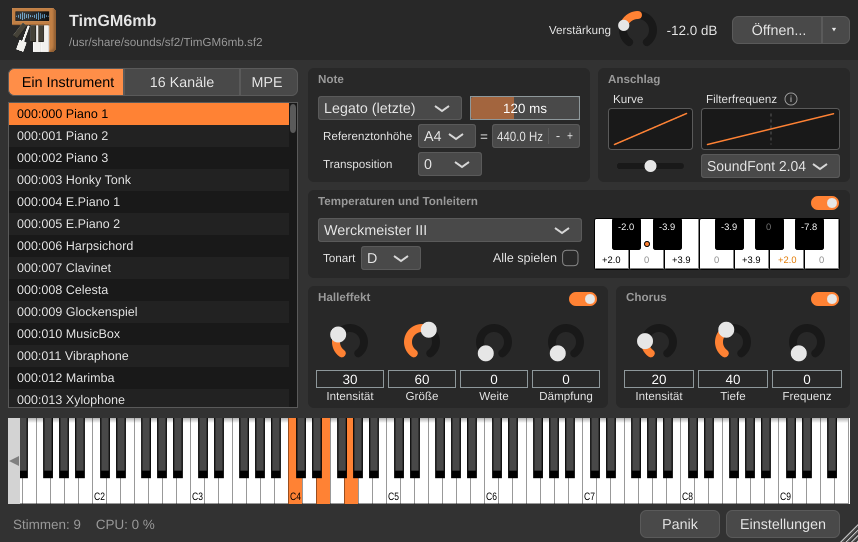 TimGM6mb
/usr/share/sounds/sf2/TimGM6mb.sf2
Verstärkung -12.0 dB Öffnen...
Ein Instrument 16 Kanäle MPE
000:000 Piano 1
000:001 Piano 2
000:002 Piano 3
000:003 Honky Tonk
000:004 E.Piano 1
000:005 E.Piano 2
000:006 Harpsichord
000:007 Clavinet
000:008 Celesta
000:009 Glockenspiel
000:010 MusicBox
000:011 Vibraphone
000:012 Marimba
000:013 Xylophone
Note
Legato (letzte) 120 ms
Referenztonhöhe A4 = 440.0 Hz - +
Transposition 0
Anschlag
Kurve Filterfrequenz i
SoundFont 2.04
Temperaturen und Tonleitern
Werckmeister III
Tonart D Alle spielen
-2.0 -3.9 -3.9 0 -7.8
+2.0 0 +3.9 0 +3.9 +2.0 0
Halleffekt
30 60 0 0
Intensität Größe Weite Dämpfung
Chorus
20 40 0
Intensität Tiefe Frequenz
C2 C3 C4 C5 C6 C7 C8 C9
Stimmen: 9 CPU: 0 % Panik Einstellungen